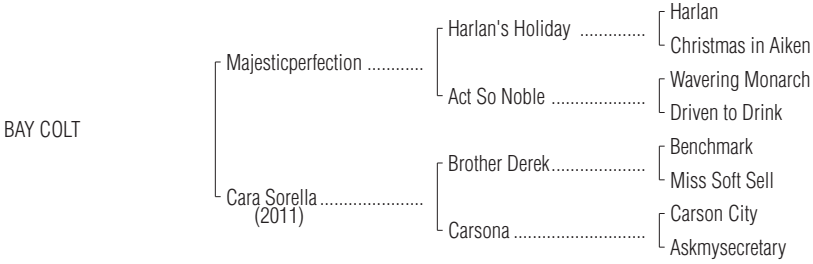 Harlan
Harlan's Holiday ..............
Christmas in Aiken
Majesticperfection ............
Wavering Monarch
Act So Noble ....................
Driven to Drink
BAY COLT
Benchmark
Brother Derek....................
Miss Soft Sell
Cara Sorella......................
(2011)
Carson City
Carsona ............................
Askmysecretary